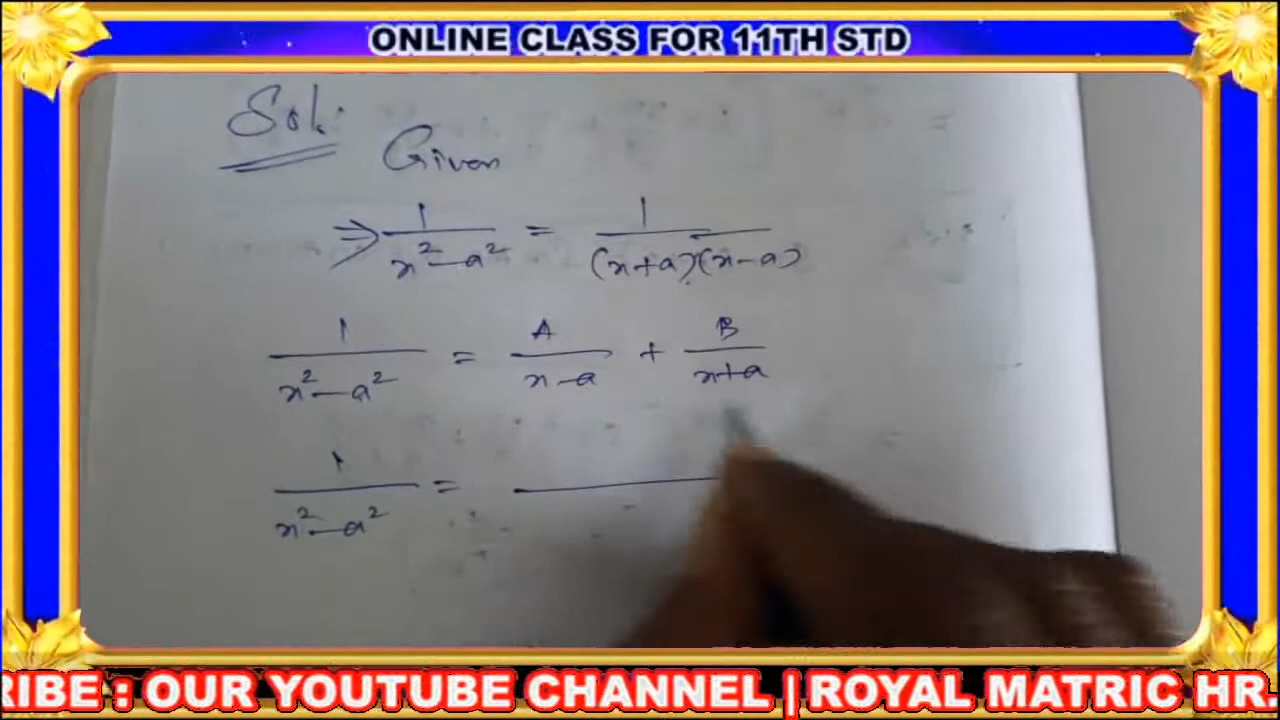 ONLINE CLASS FOR 11TH STD
Sol:
Given
⇒ 1/(x²-a²) = 1/((x+a)(x-a))
1/(x²-a²) = A/(x-a) + B/(x+a)
1/(x²-a²) =
RIBE : OUR YOUTUBE CHANNEL | ROYAL MATRIC HR.